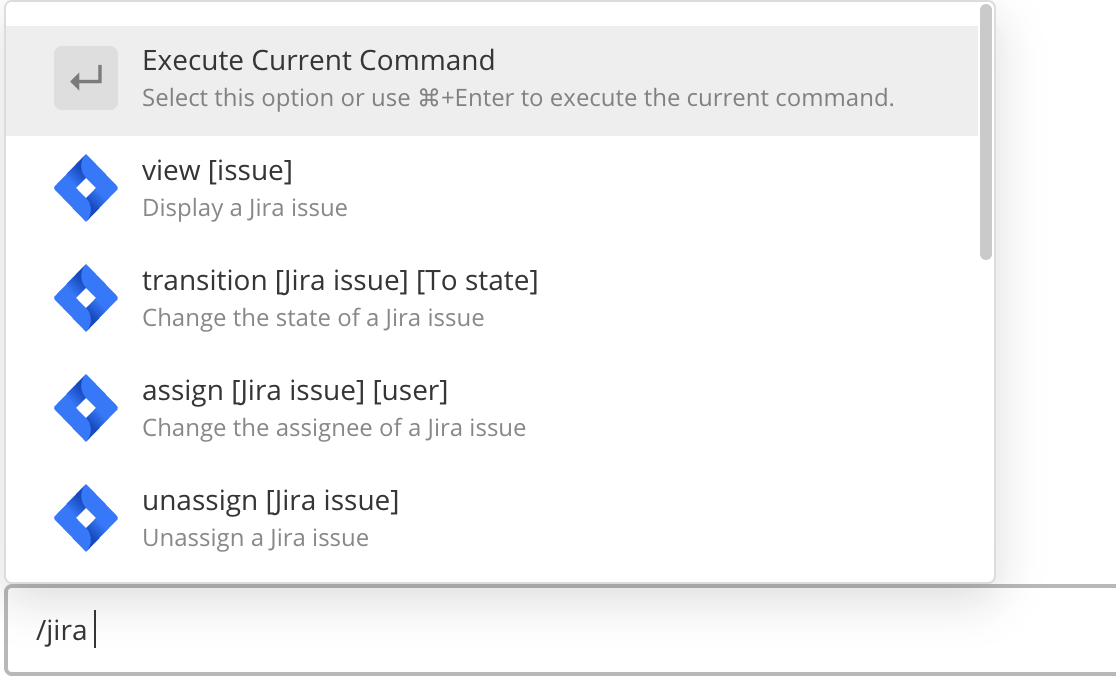 Execute Current Command
Select this option or use ⌘+Enter to execute the current command.
view [issue]
Display a Jira issue
transition [Jira issue] [To state]
Change the state of a Jira issue
assign [Jira issue] [user]
Change the assignee of a Jira issue
unassign [Jira issue]
Unassign a Jira issue
/jira